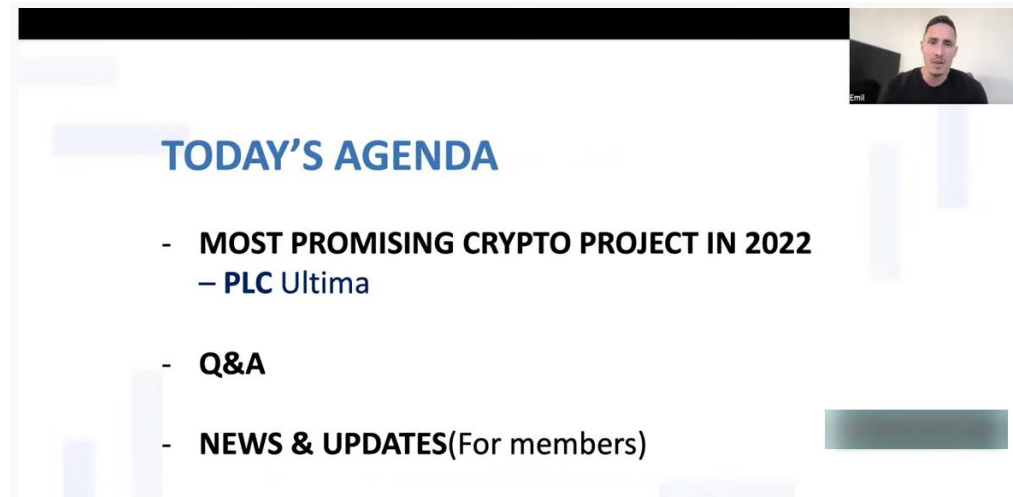 Emil
TODAY'S AGENDA
- MOST PROMISING CRYPTO PROJECT IN 2022
– PLC Ultima
- Q&A
- NEWS & UPDATES(For members)